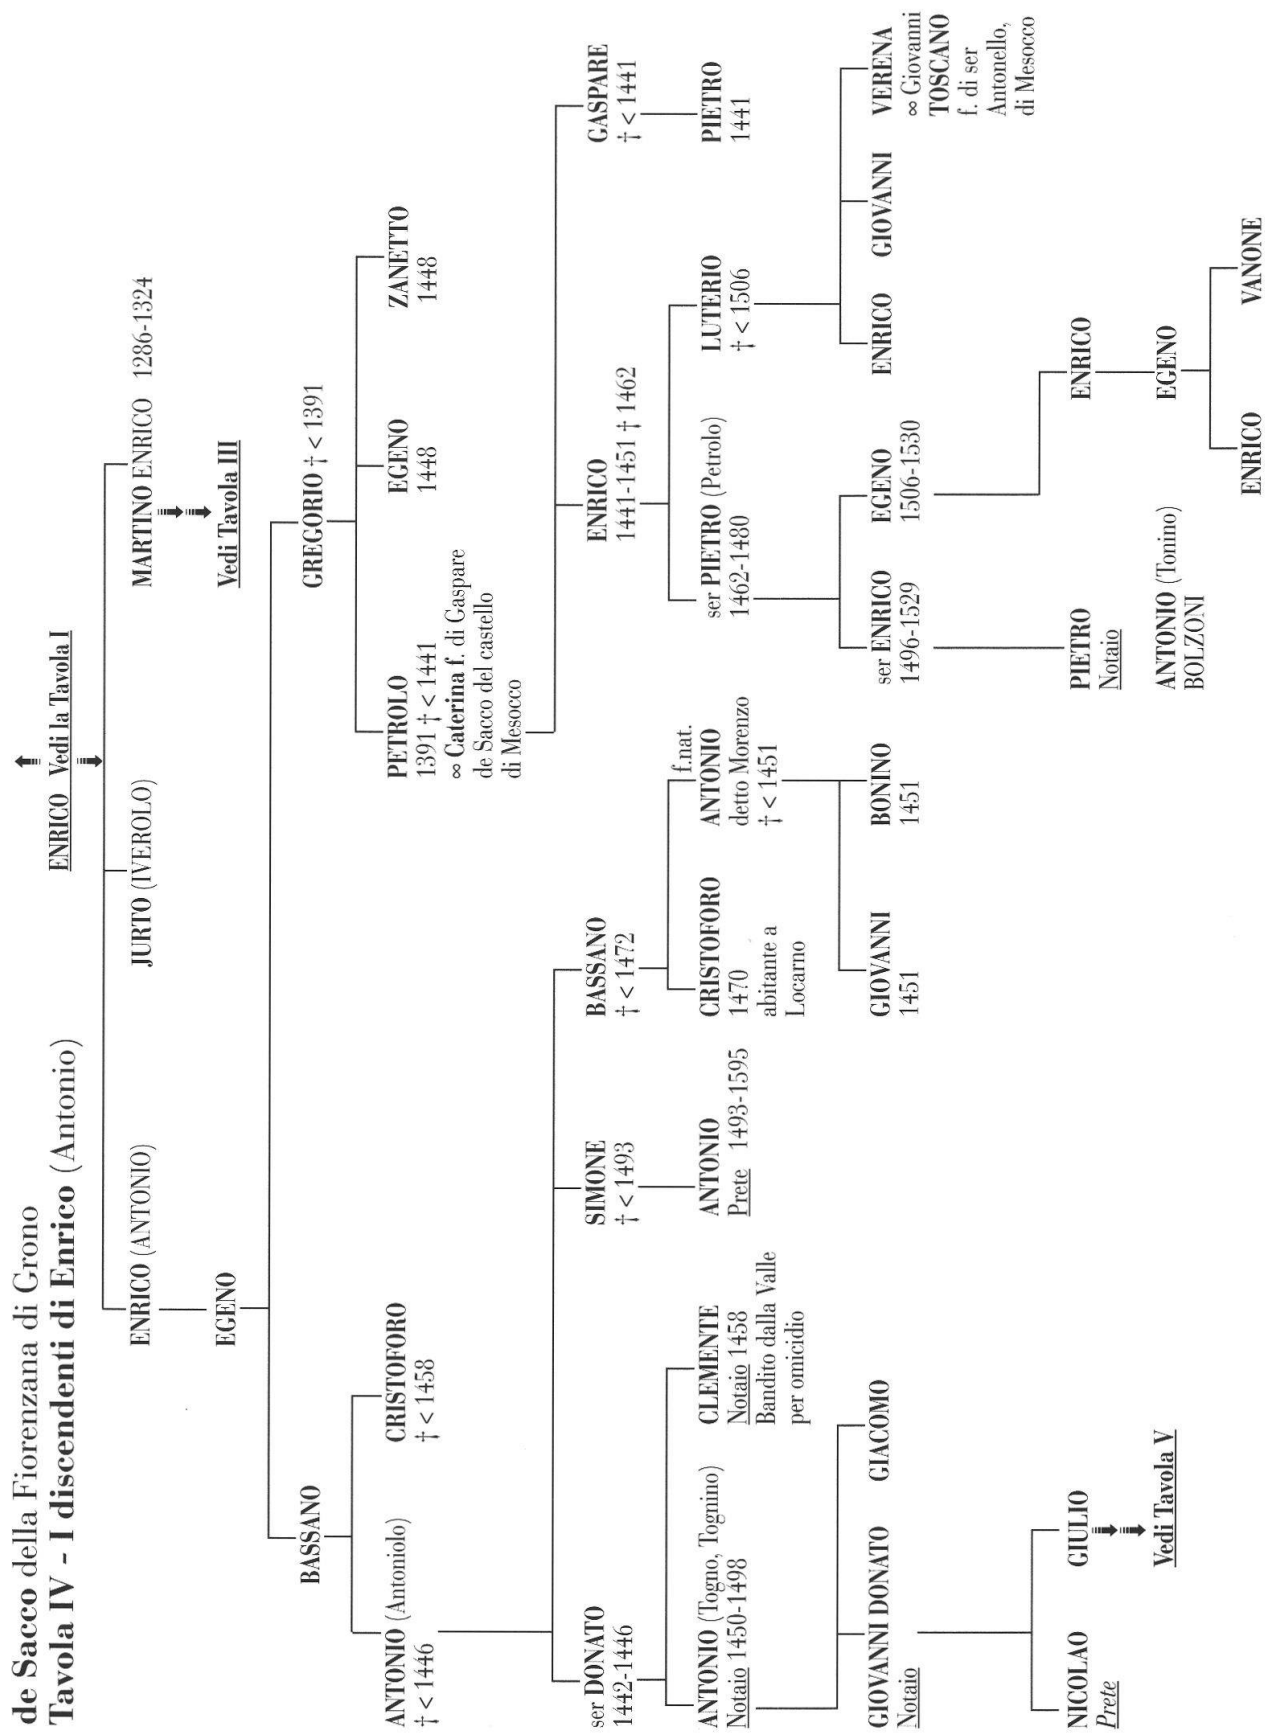 de Sacco della Fiorenzana di Grono
Tavola IV - I discendenti di Enrico (Antonio)
ENRICO Vedi la Tavola I
ENRICO (ANTONIO)
JURTO (IVEROLO)
MARTINO ENRICO 1286-1324
Vedi Tavola III
EGENO
BASSANO
GREGORIO † < 1391
ANTONIO (Antoniolo)
† < 1446
CRISTOFORO
† < 1458
PETROLO
1391 † < 1441
∞ Caterina f. di Gaspare
de Sacco del castello
di Mesocco
EGENO
1448
ZANETTO
1448
ser DONATO
1442-1446
SIMONE
† < 1493
BASSANO
† < 1472
ENRICO
1441-1451 † 1462
GASPARE
† < 1441
ANTONIO (Togno, Tognino)
Notaio 1450-1498
CLEMENTE
Notaio 1458
Bandito dalla Valle
per omicidio
ANTONIO
Prete 1493-1595
CRISTOFORO
1470
abitante a
Locarno
f.nat.
ANTONIO
detto Morenzo
† < 1451
ser PIETRO (Petrolo)
1462-1480
LUTERIO
† < 1506
PIETRO
1441
GIOVANNI DONATO
Notaio
GIACOMO
GIOVANNI
1451
BONINO
1451
ser ENRICO
1496-1529
EGENO
1506-1530
ENRICO
GIOVANNI
VERENA
∞ Giovanni
TOSCANO
f. di ser
Antonello,
di Mesocco
NICOLAO
Prete
GIULIO
Vedi Tavola V
PIETRO
Notaio
ANTONIO (Tonino)
BOLZONI
ENRICO
EGENO
ENRICO
VANONE